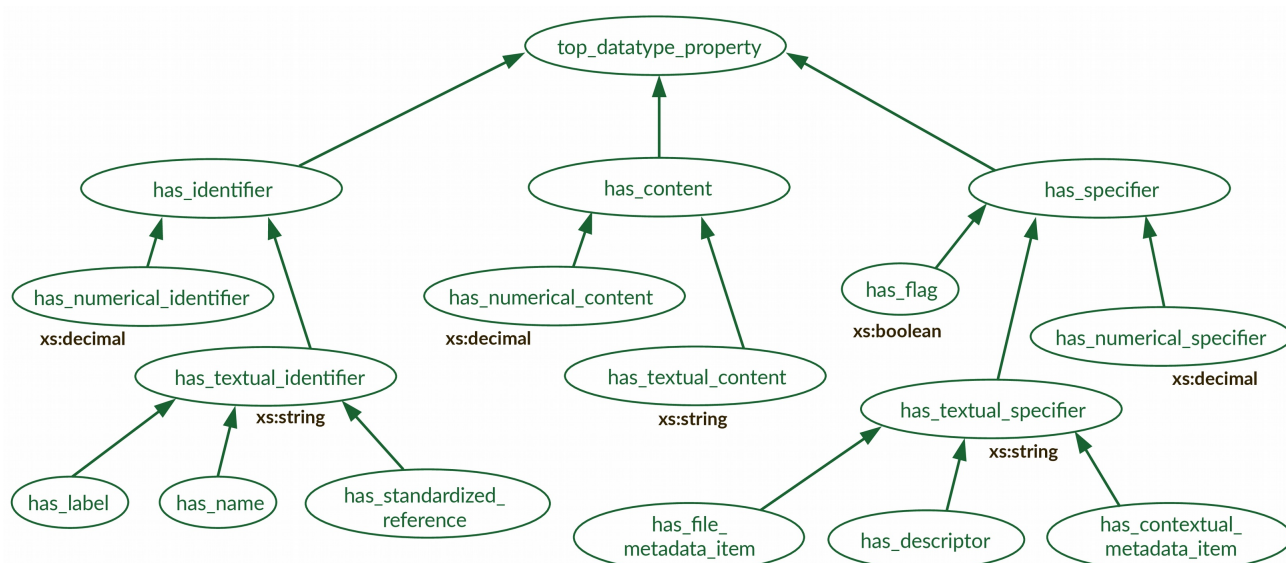 top_datatype_property
has_identifier
has_content
has_specifier
has_numerical_identifier
xs:decimal
has_numerical_content
xs:decimal
has_flag
xs:boolean
has_numerical_specifier
xs:decimal
has_textual_identifier
xs:string
has_textual_content
xs:string
has_textual_specifier
xs:string
has_label
has_name
has_standardized_
reference
has_file_
metadata_item
has_descriptor
has_contextual_
metadata_item